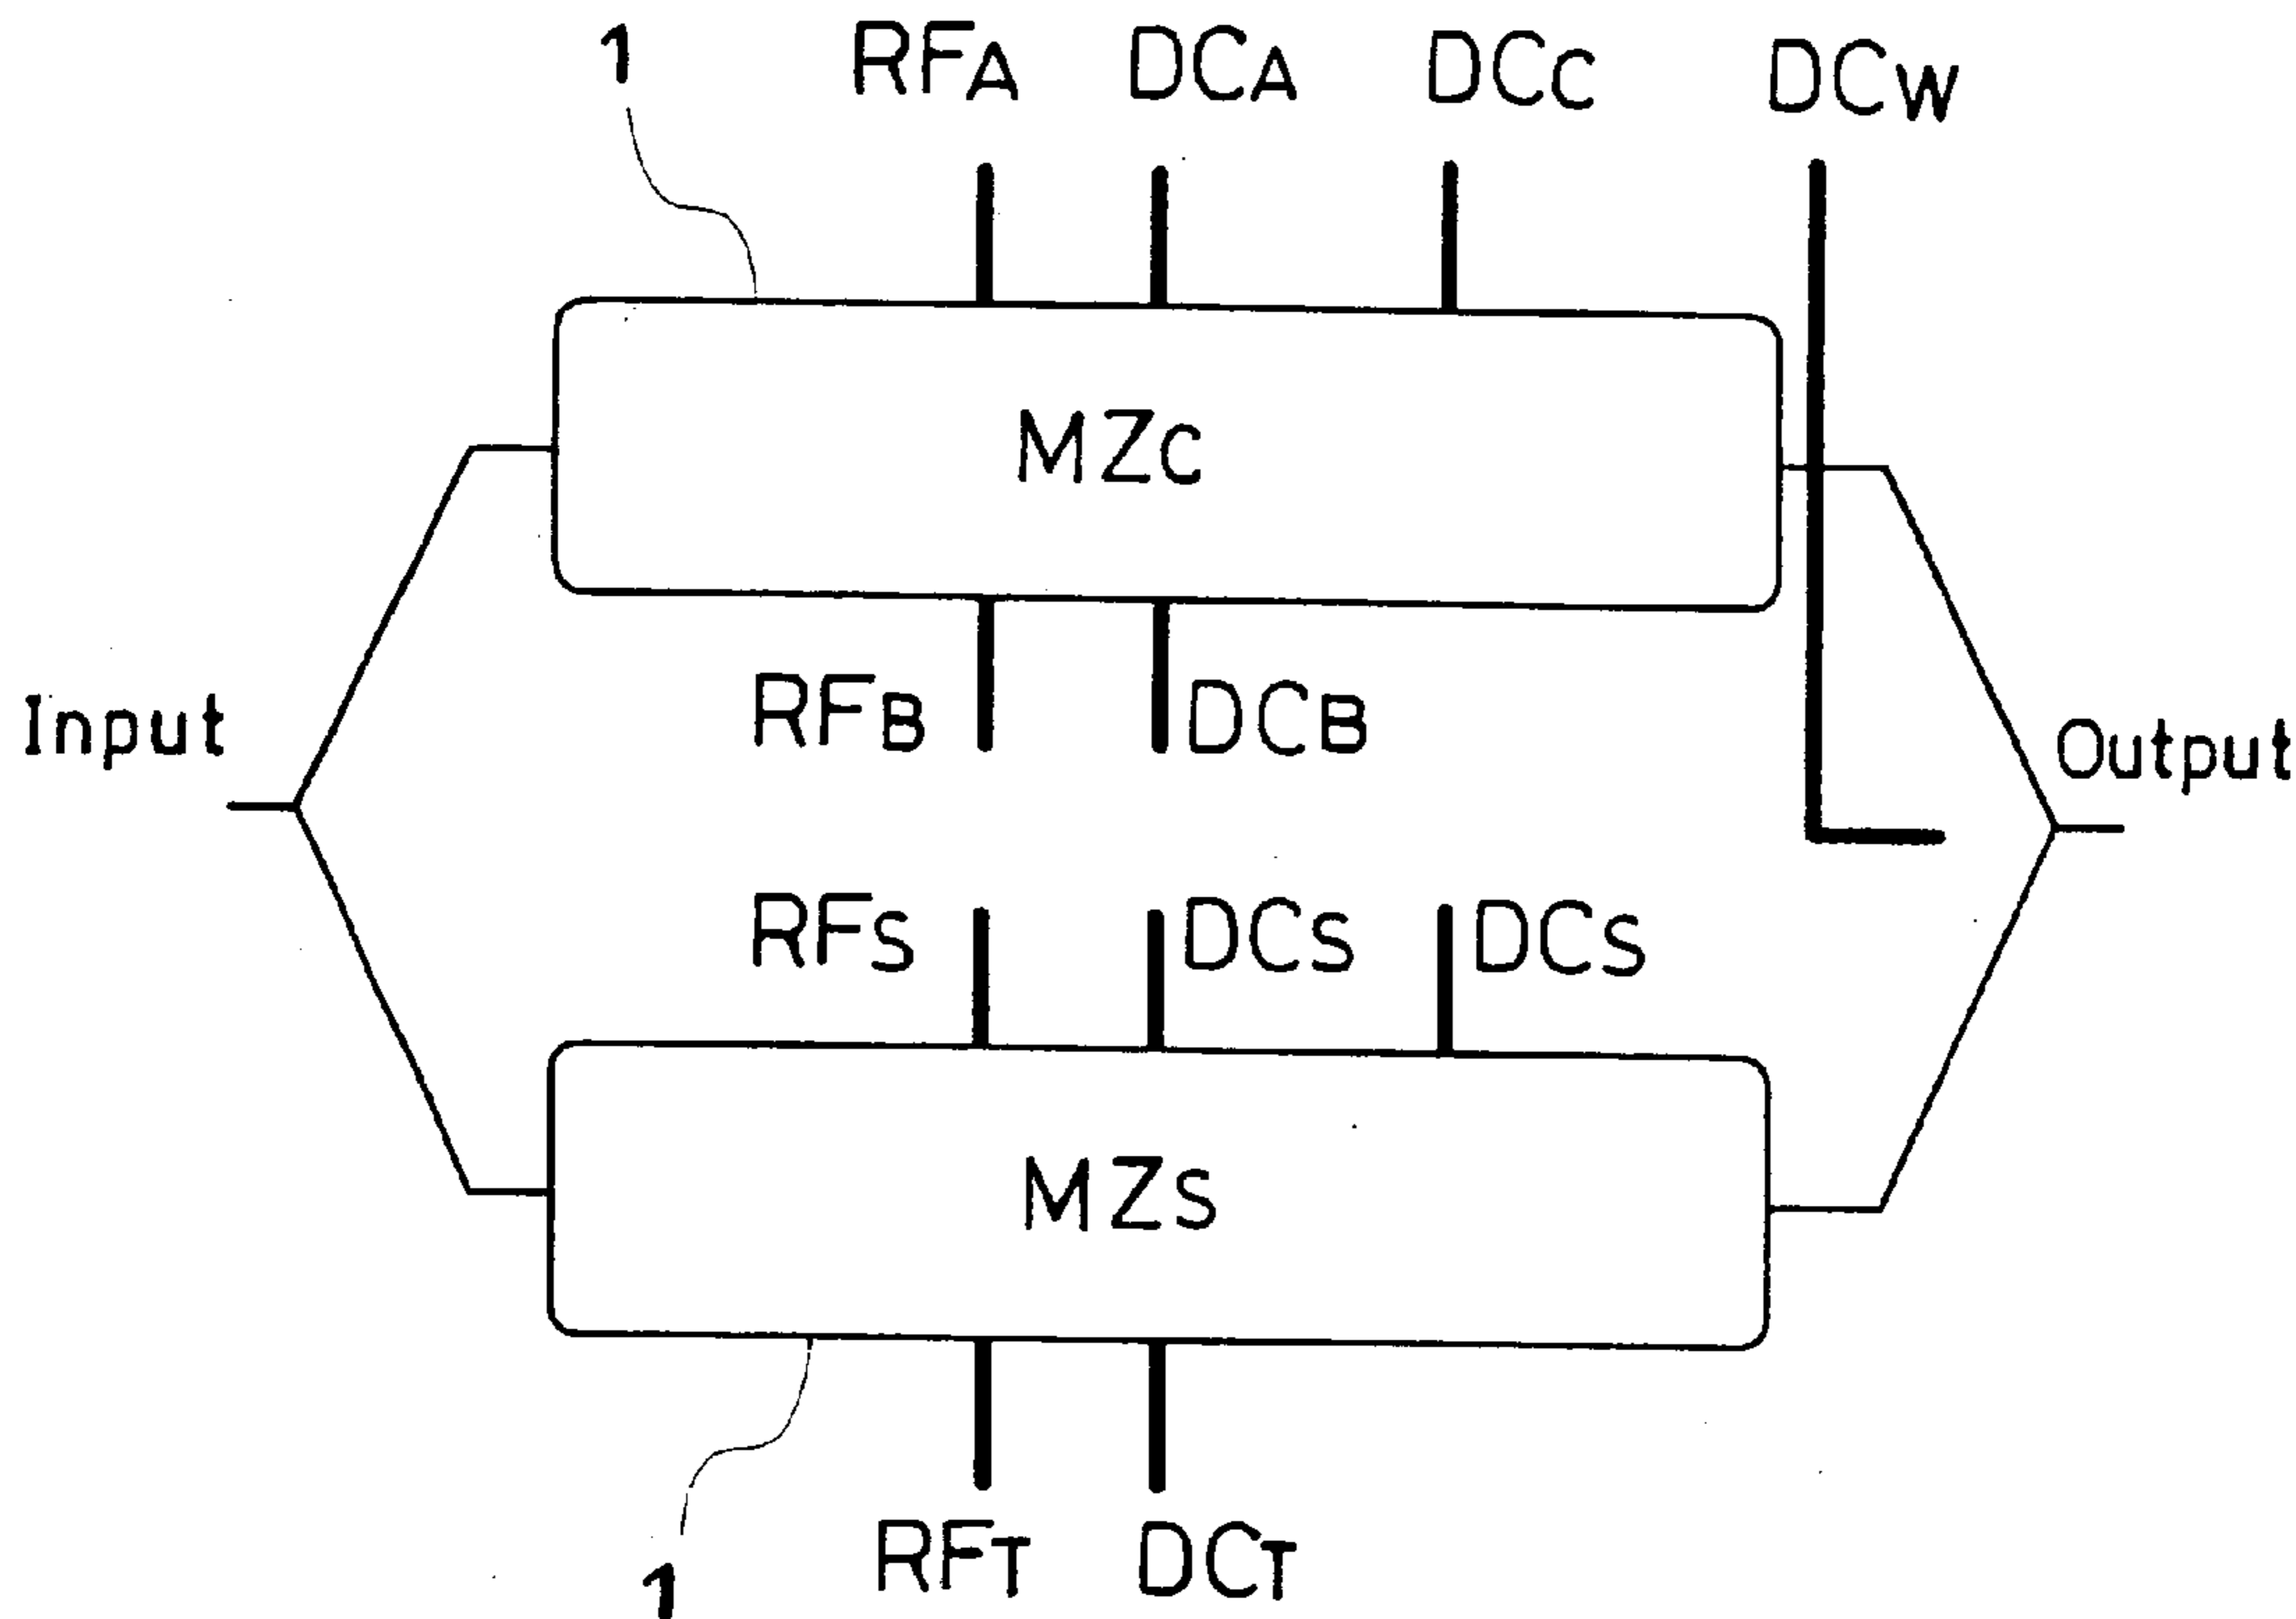 1 RFA DCA DCC DCW
MZC
RFB DCB
Input
Output
RFS DCS DCS
MZS
RFT DCT
1